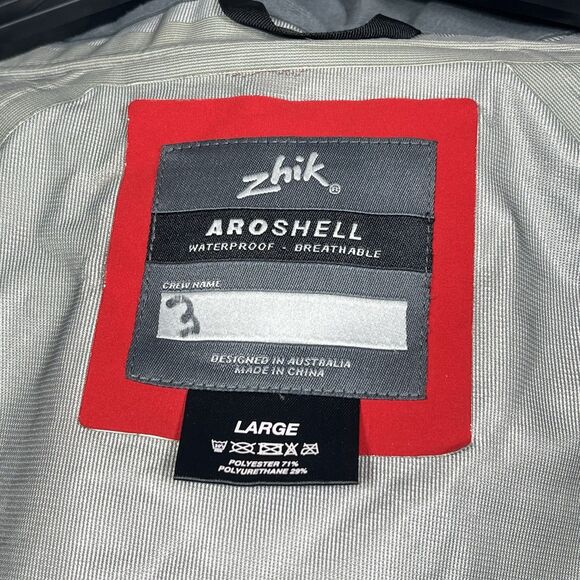 zhik®
AROSHELL
WATERPROOF - BREATHABLE
CREW NAME
3
DESIGNED IN AUSTRALIA
MADE IN CHINA
LARGE
POLYESTER 71%
POLYURETHANE 29%